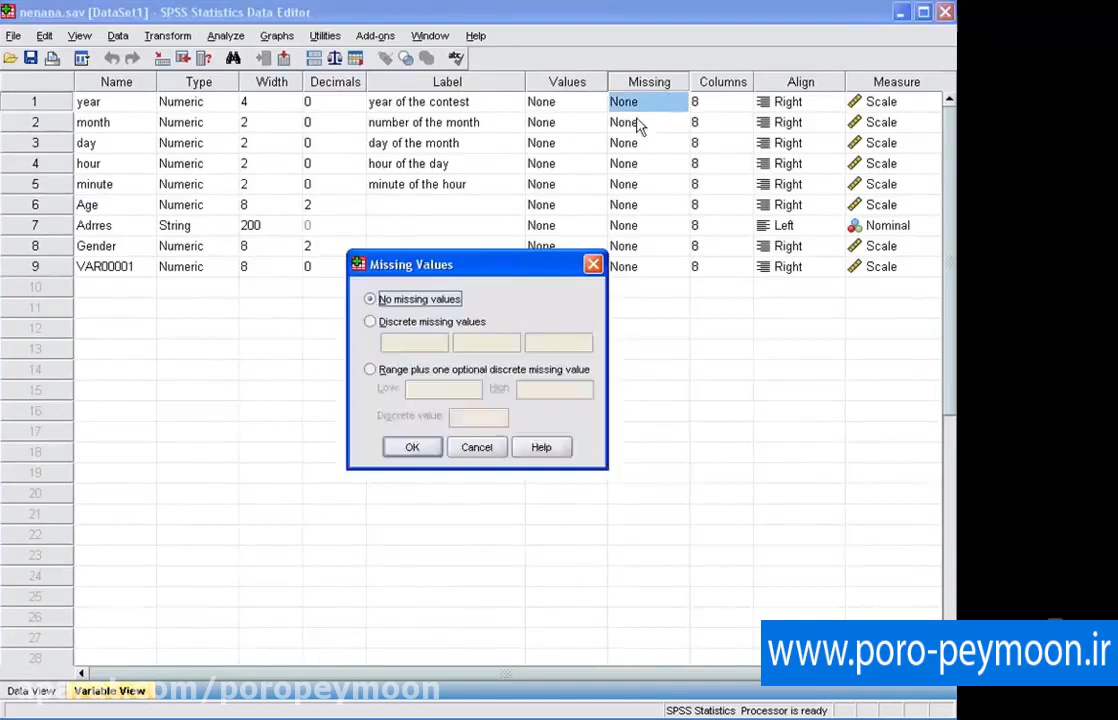 nenana.sav [DataSet1] - SPSS Statistics Data Editor
File Edit View Data Transform Analyze Graphs Utilities Add-ons Window Help
Name Type Width Decimals Label Values Missing Columns Align Measure
1 year Numeric 4 0 year of the contest None None 8 Right Scale
2 month Numeric 2 0 number of the month None None 8 Right Scale
3 day Numeric 2 0 day of the month None None 8 Right Scale
4 hour Numeric 2 0 hour of the day None None 8 Right Scale
5 minute Numeric 2 0 minute of the hour None None 8 Right Scale
6 Age Numeric 8 2 None None 8 Right Scale
7 Adrres String 200 0 None None 8 Left Nominal
8 Gender Numeric 8 2 None None 8 Right Scale
9 VAR00001 Numeric 8 0 None 8 Right Scale
10
11
12
13
14
15
16
17
18
19
20
21
22
23
24
25
26
27
28
Missing Values
No missing values
Discrete missing values
Range plus one optional discrete missing value
Low: High:
Discrete value:
OK Cancel Help
www.poro-peymoon.ir
Data View Variable View
.com/poropeymoon
SPSS Statistics Processor is ready